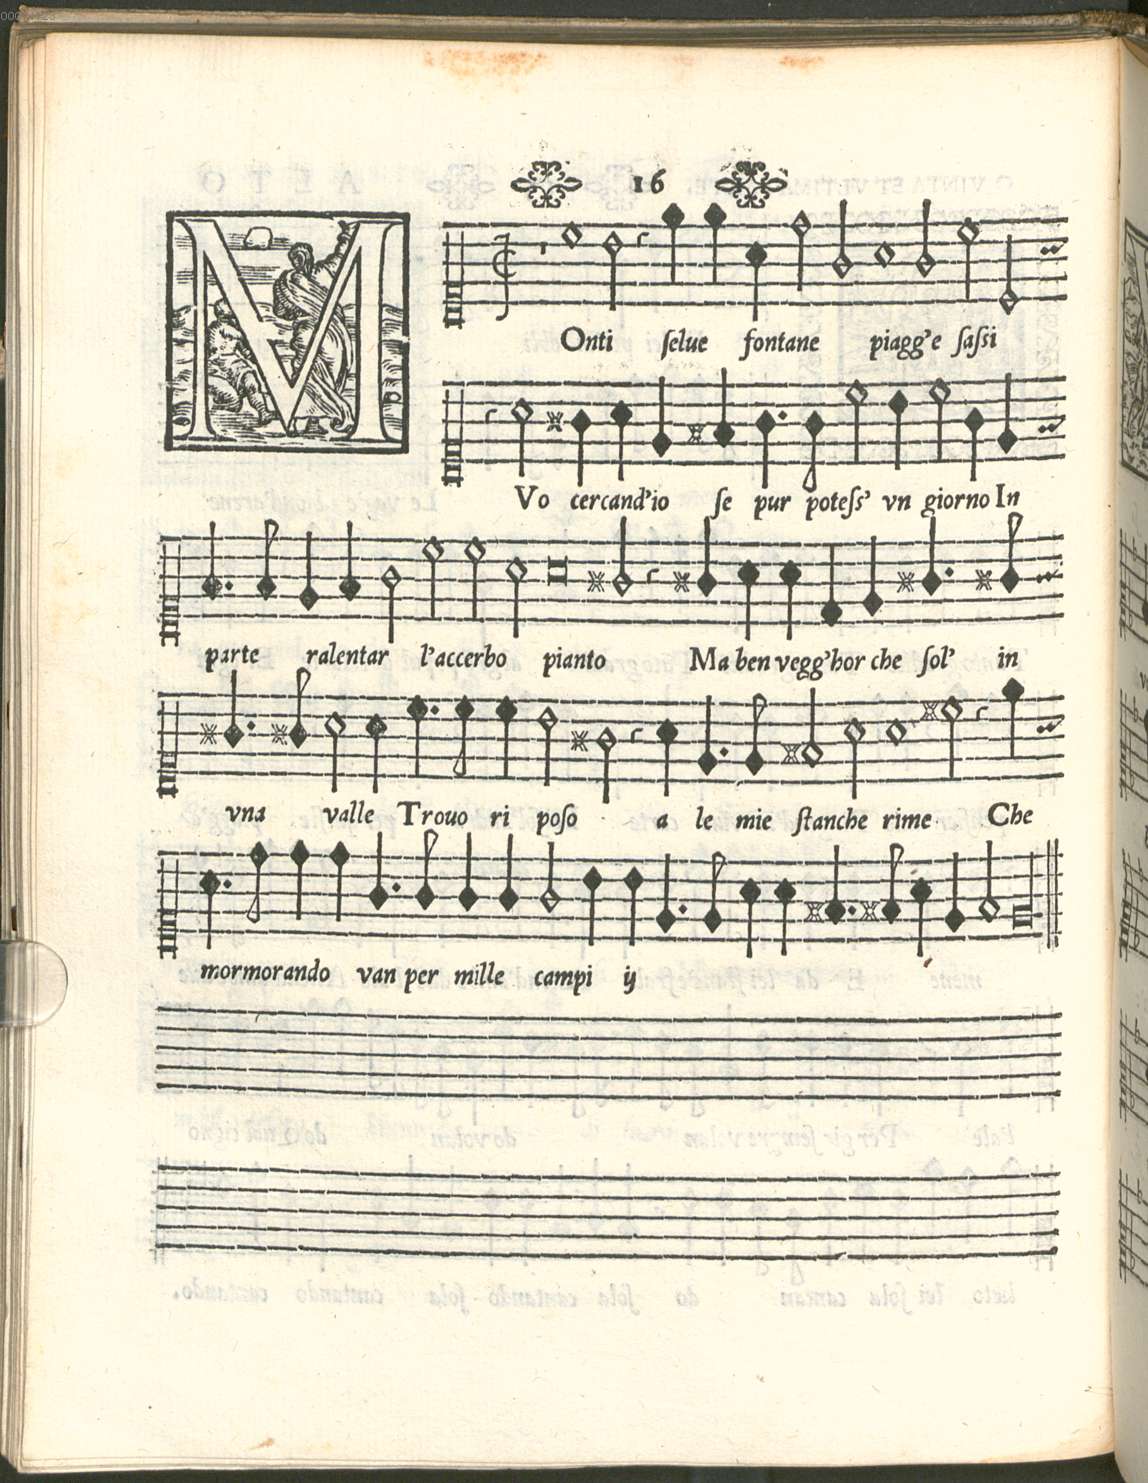 16
MOnti ſelue fontane piagg'e ſaſsi
Vo cercand'io ſe pur poteſs' vn giorno In
parte ralentar l'accerbo pianto Ma ben vegg'hor che ſol' in
vna valle Trouo ri poſo a le mie ſtanche rime Che
mormorando van per mille campi ij